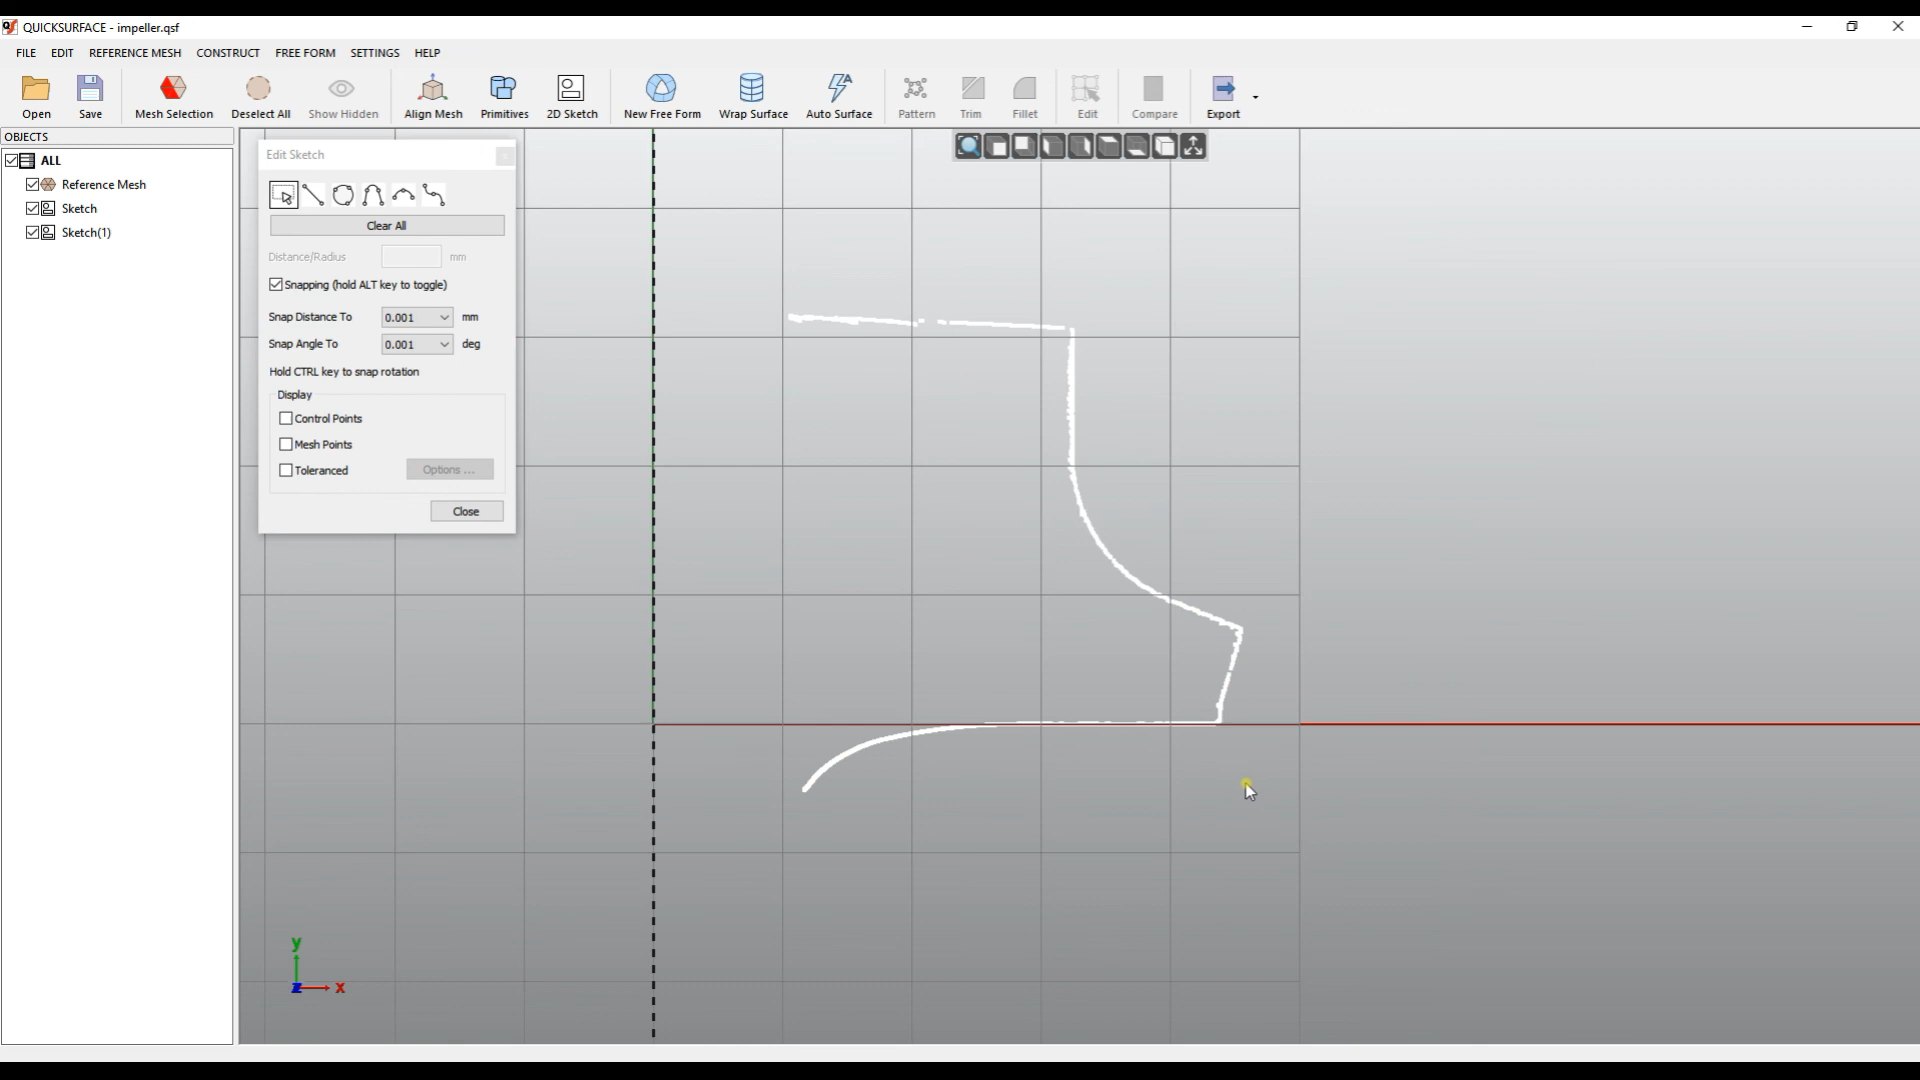 QUICKSURFACE - impeller.qsf
FILE EDIT REFERENCE MESH CONSTRUCT FREE FORM SETTINGS HELP
Open Save Mesh Selection Deselect All Show Hidden Align Mesh Primitives 2D Sketch New Free Form Wrap Surface Auto Surface Pattern Trim Fillet Edit Compare Export
OBJECTS
ALL
Reference Mesh
Sketch
Sketch(1)
Edit Sketch
Clear All
Distance/Radius mm
Snapping (hold ALT key to toggle)
Snap Distance To 0.001 mm
Snap Angle To 0.001 deg
Hold CTRL key to snap rotation
Display
Control Points
Mesh Points
Toleranced Options ...
Close
y
z x